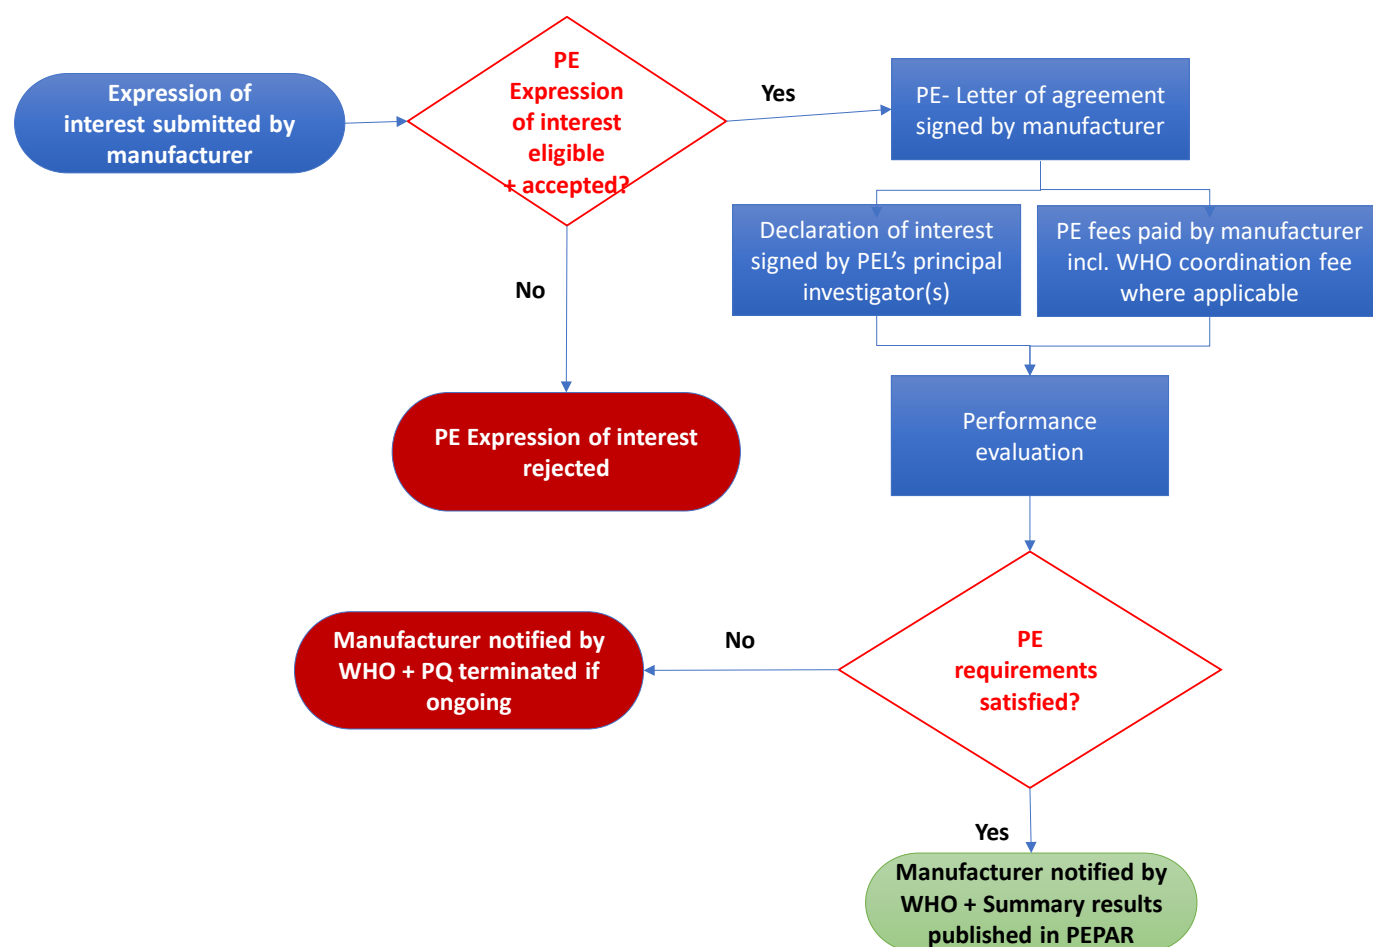 Expression of
interest submitted by
manufacturer
PE
Expression
of interest
eligible
+ accepted?
Yes
PE- Letter of agreement
signed by manufacturer
Declaration of interest
signed by PEL's principal
investigator(s)
PE fees paid by manufacturer
incl. WHO coordination fee
where applicable
No
PE Expression of interest
rejected
Performance
evaluation
PE
requirements
satisfied?
No
Manufacturer notified by
WHO + PQ terminated if
ongoing
Yes
Manufacturer notified by
WHO + Summary results
published in PEPAR